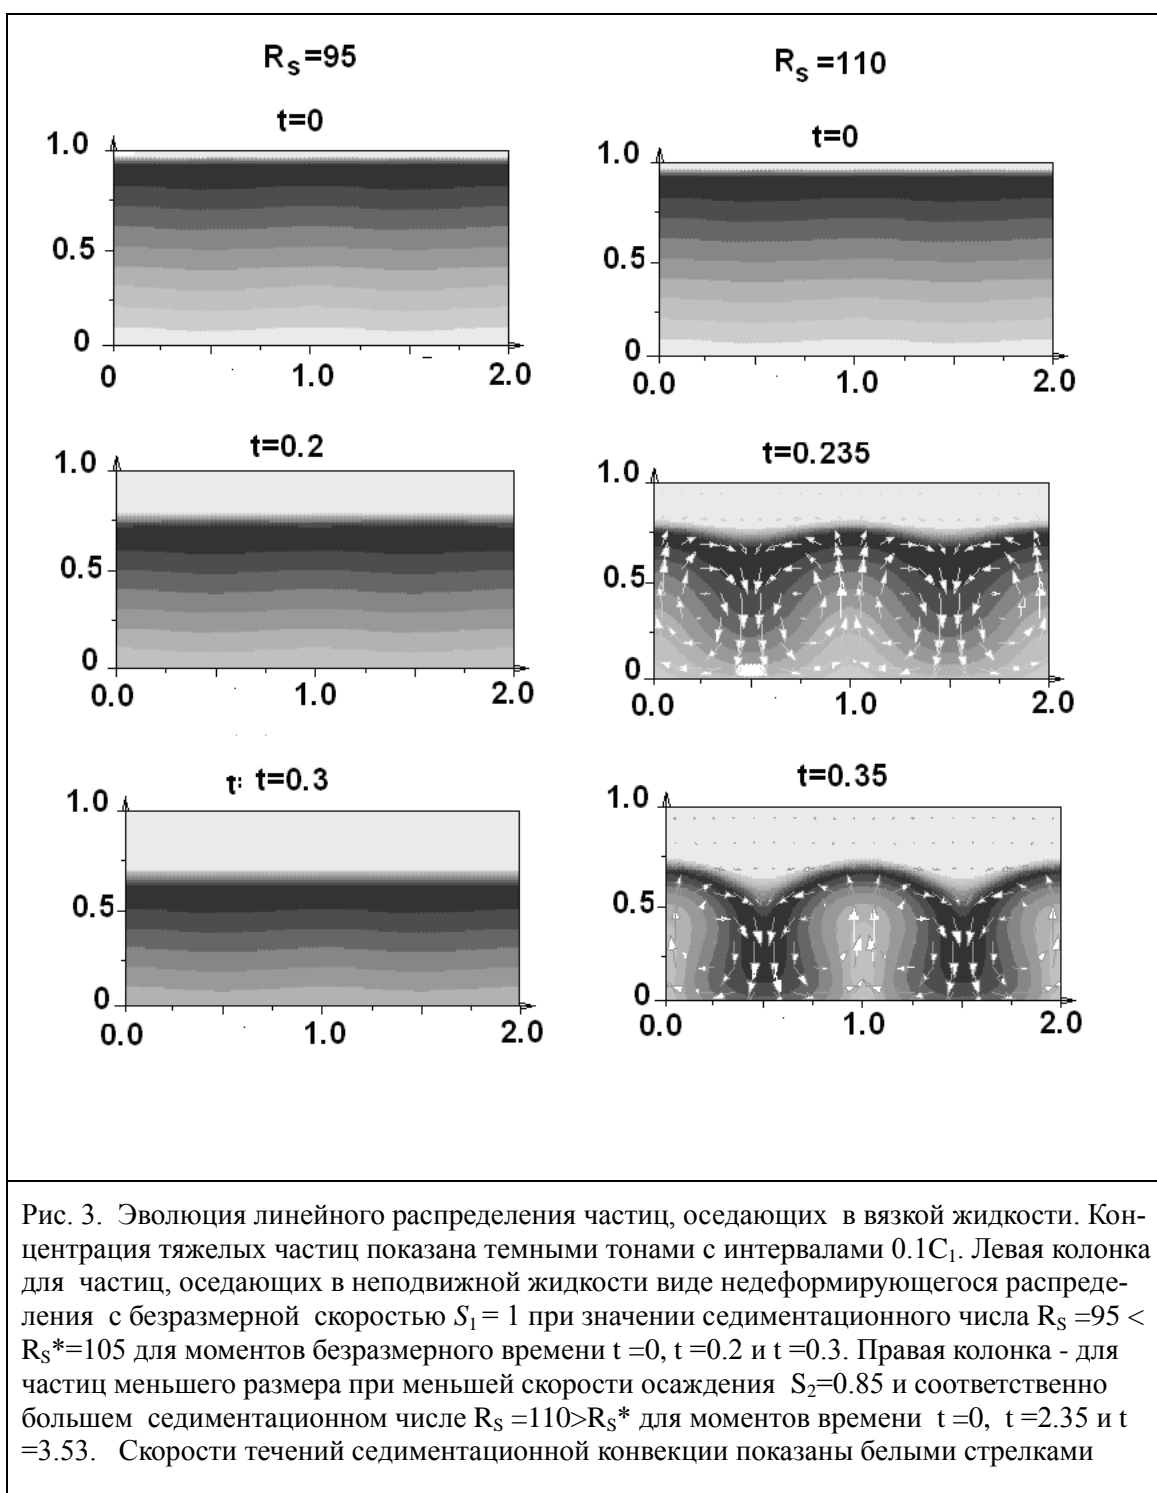 R_S =95
R_S =110
t=0
t=0
1.0
0.5
0
0
1.0
2.0
1.0
0.5
0
0.0
1.0
2.0
t=0.2
t=0.235
1.0
0.5
0
0.0
1.0
2.0
1.0
0.5
0
0.0
1.0
2.0
t: t=0.3
t=0.35
1.0
0.5
0
0.0
1.0
2.0
1.0
0.5
0
0.0
1.0
2.0
Рис. 3. Эволюция линейного распределения частиц, оседающих в вязкой жидкости. Кон-
центрация тяжелых частиц показана темными тонами с интервалами 0.1C₁. Левая колонка
для частиц, оседающих в неподвижной жидкости виде недеформирующегося распреде-
ления с безразмерной скоростью S₁ = 1 при значении седиментационного числа R_S =95 <
R_S*=105 для моментов безразмерного времени t =0, t =0.2 и t =0.3. Правая колонка - для
частиц меньшего размера при меньшей скорости осаждения S₂=0.85 и соответственно
большем седиментационном числе R_S =110>R_S* для моментов времени t =0, t =2.35 и t
=3.53. Скорости течений седиментационной конвекции показаны белыми стрелками